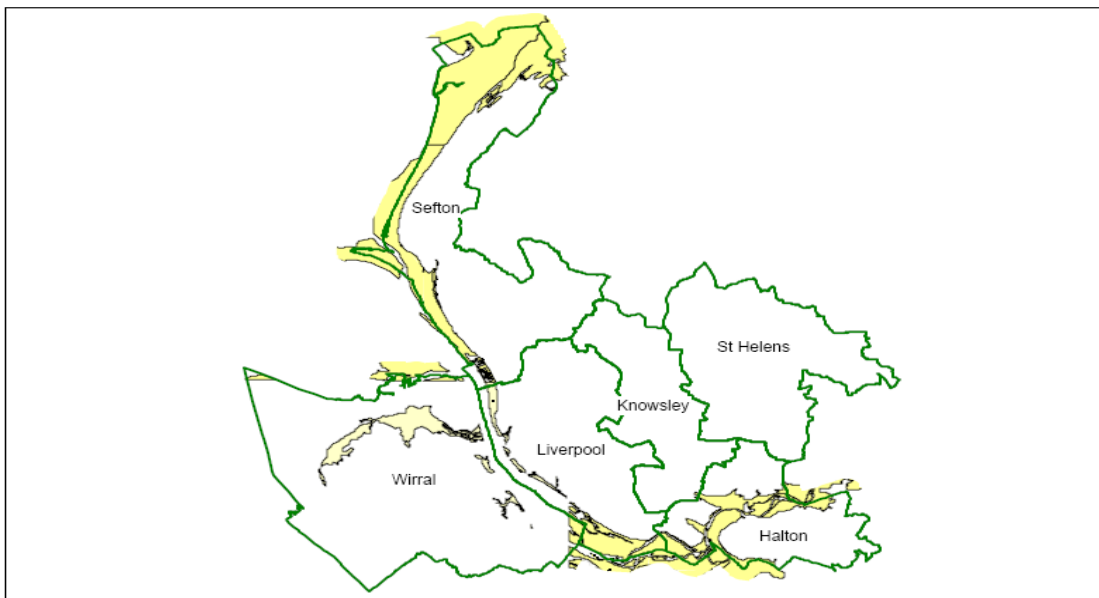 Sefton
St Helens
Knowsley
Liverpool
Wirral
Halton